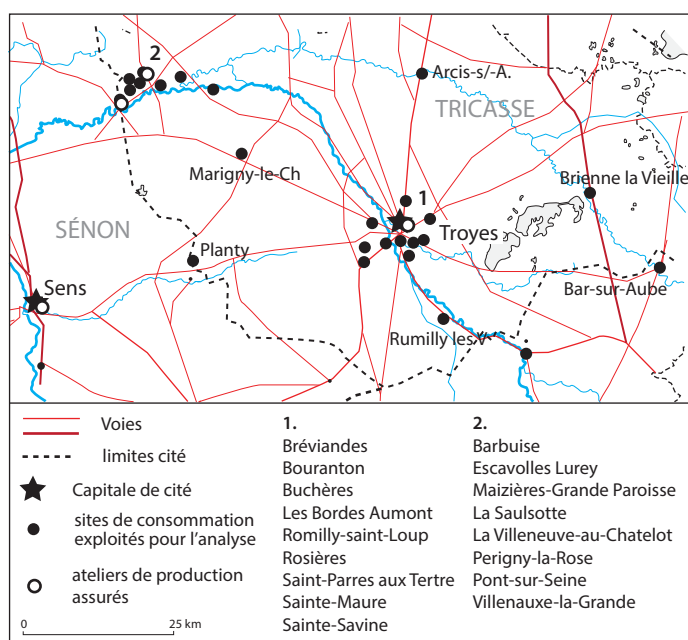 2
Arcis-s/-A.
TRICASSE
Marigny-le-Ch
Brienne la Vieille
1
SÉNON
Troyes
Planty
Sens
Bar-sur-Aube
Rumilly les V
Voies
limites cité
Capitale de cité
sites de consommation
exploités pour l'analyse
ateliers de production
assurés
0 25 km
1.
Bréviandes
Bouranton
Buchères
Les Bordes Aumont
Romilly-saint-Loup
Rosières
Saint-Parres aux Tertre
Sainte-Maure
Sainte-Savine
2.
Barbuise
Escavolles Lurey
Maizières-Grande Paroisse
La Saulsotte
La Villeneuve-au-Chatelot
Perigny-la-Rose
Pont-sur-Seine
Villenauxe-la-Grande